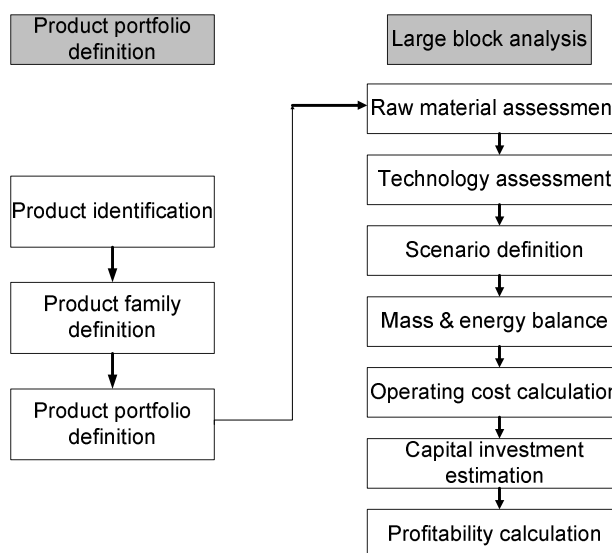 Product portfolio
definition
Product identification
Product family
definition
Product portfolio
definition
Large block analysis
Raw material assessmen
Technology assessment
Scenario definition
Mass & energy balance
Operating cost calculation
Capital investment
estimation
Profitability calculation